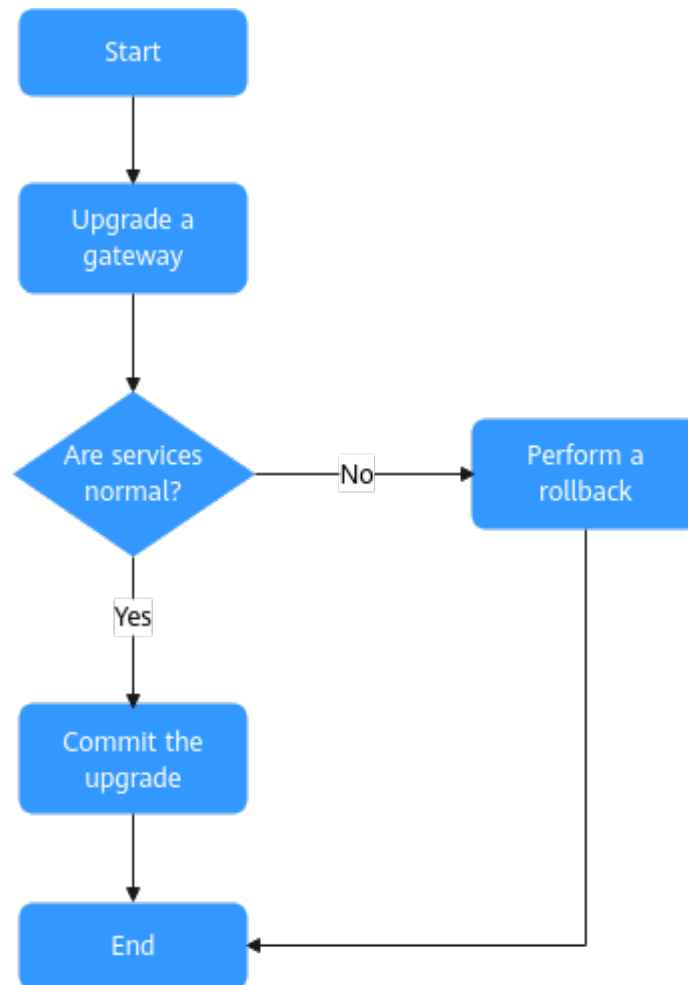 Start
Upgrade a
gateway
Are services
normal?
No
Perform a
rollback
Yes
Commit the
upgrade
End